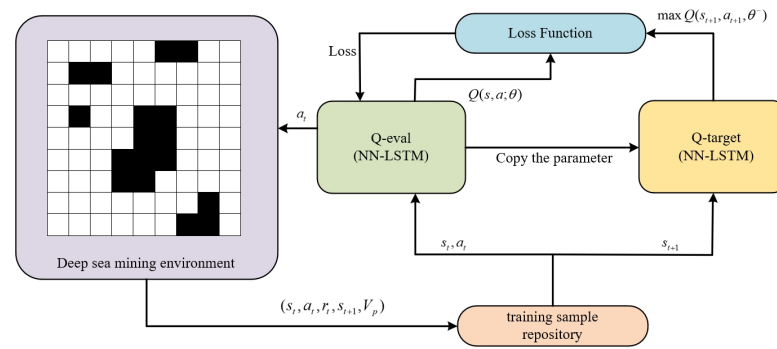 max Q(s_{t+1}, a_{t+1}, θ⁻)
Loss Function
Loss
Q(s, a; θ)
a_t
Q-eval
(NN-LSTM)
Q-target
(NN-LSTM)
Copy the parameter
s_t, a_t
s_{t+1}
Deep sea mining environment
(s_t, a_t, r_t, s_{t+1}, V_p)
training sample
repository